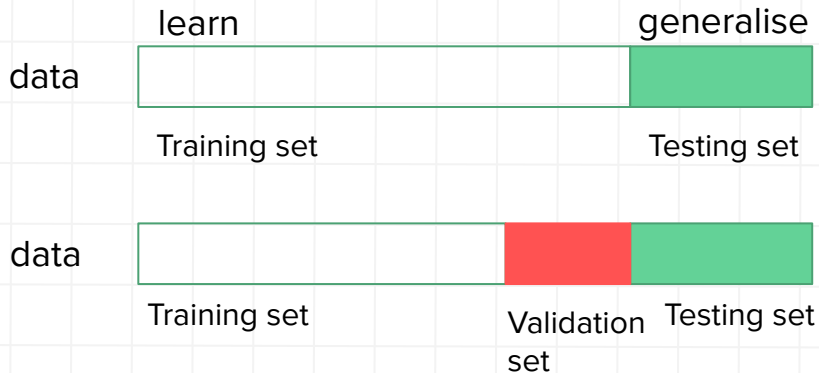 learn
generalise
data
Training set
Testing set
data
Training set
Validation
set
Testing set